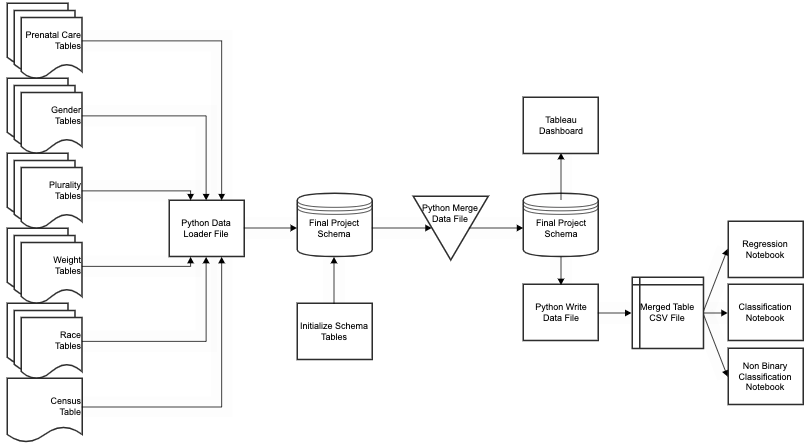 Prenatal Care
Tables
Gender
Tables
Plurality
Tables
Weight
Tables
Race
Tables
Census
Table
Python Data
Loader File
Final Project
Schema
Initialize Schema
Tables
Python Merge
Data File
Tableau
Dashboard
Final Project
Schema
Python Write
Data File
Merged Table
CSV File
Regression
Notebook
Classification
Notebook
Non Binary
Classification
Notebook